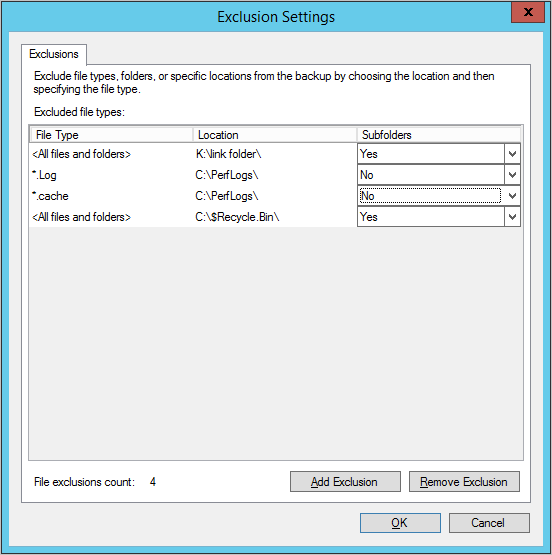 Exclusion Settings
Exclusions
Exclude file types, folders, or specific locations from the backup by choosing the location and then
specifying the file type.
Excluded file types:
File Type Location Subfolders
<All files and folders> K:\link folder\ Yes
*.Log C:\PerfLogs\ No
*.cache C:\PerfLogs\ No
<All files and folders> C:\$Recycle.Bin\ Yes
File exclusions count: 4 Add Exclusion Remove Exclusion
OK Cancel